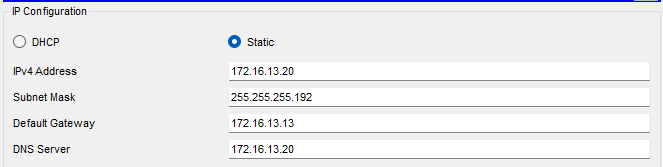 IP Configuration
DHCP Static
IPv4 Address 172.16.13.20
Subnet Mask 255.255.255.192
Default Gateway 172.16.13.13
DNS Server 172.16.13.20